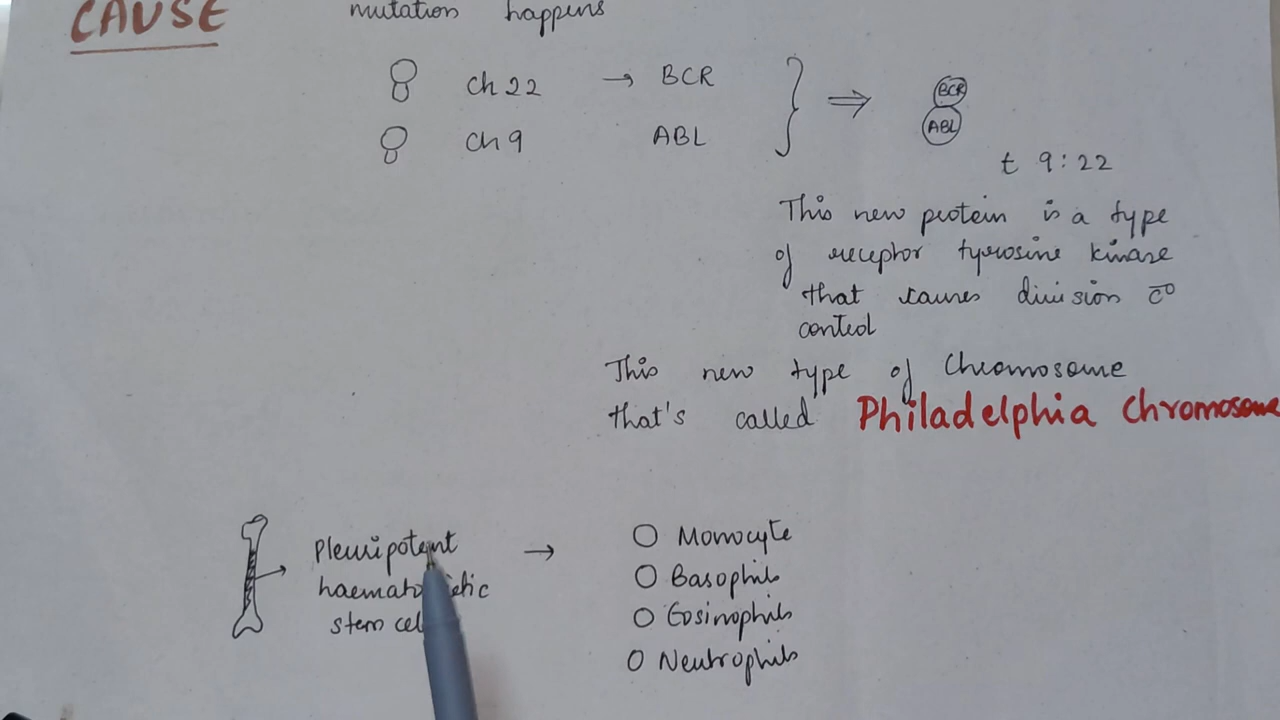 CAUSE mutation happens
Ch 22 → BCR
Ch 9 ABL
BCR
ABL
t 9:22
This new protein is a type
of receptor tyrosine kinase
that causes division c̄o
control
This new type of Chromosome
that's called Philadelphia Chromosome
Pleuripotent →
stem
Monocyte
Basophils
Eosinophils
Neutrophils